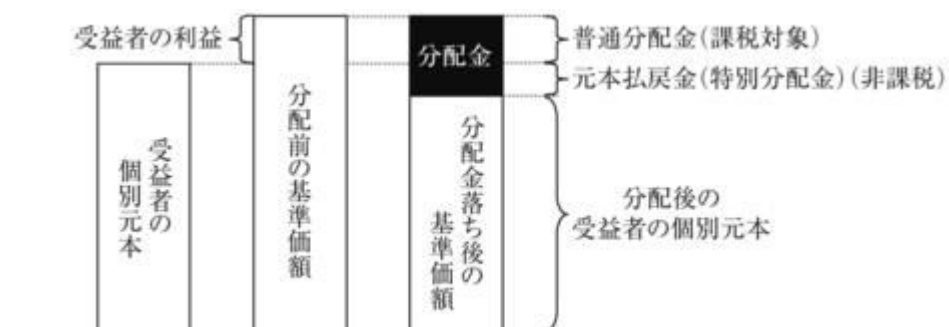 受益者の利益
分配金
普通分配金(課税対象)
元本払戻金(特別分配金)(非課税)
受益者の
個別元本
分配前の基準価額
分配金落ち後の
基準価額
分配後の
受益者の個別元本